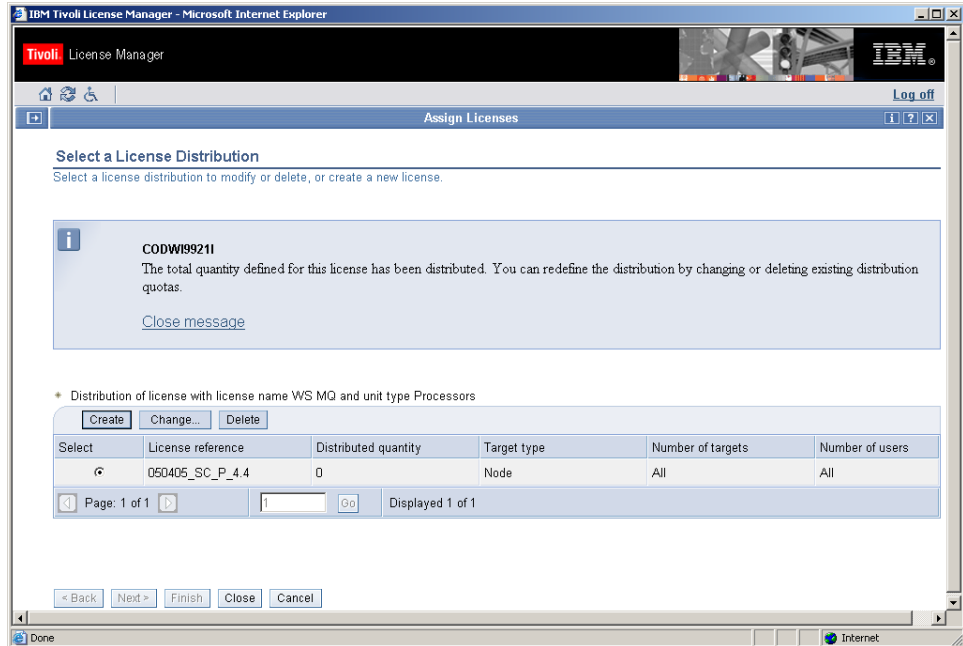 IBM Tivoli License Manager - Microsoft Internet Explorer
Tivoli. License Manager
IBM®
Log off
Assign Licenses
i ? X
Select a License Distribution
Select a license distribution to modify or delete, or create a new license.
i
CODWI9921I
The total quantity defined for this license has been distributed. You can redefine the distribution by changing or deleting existing distribution
quotas.
Close message
Distribution of license with license name WS MQ and unit type Processors
Create Change... Delete
Select License reference Distributed quantity Target type Number of targets Number of users
050405_SC_P_4.4 0 Node All All
Page: 1 of 1 1 Go Displayed 1 of 1
< Back Next > Finish Close Cancel
Done Internet